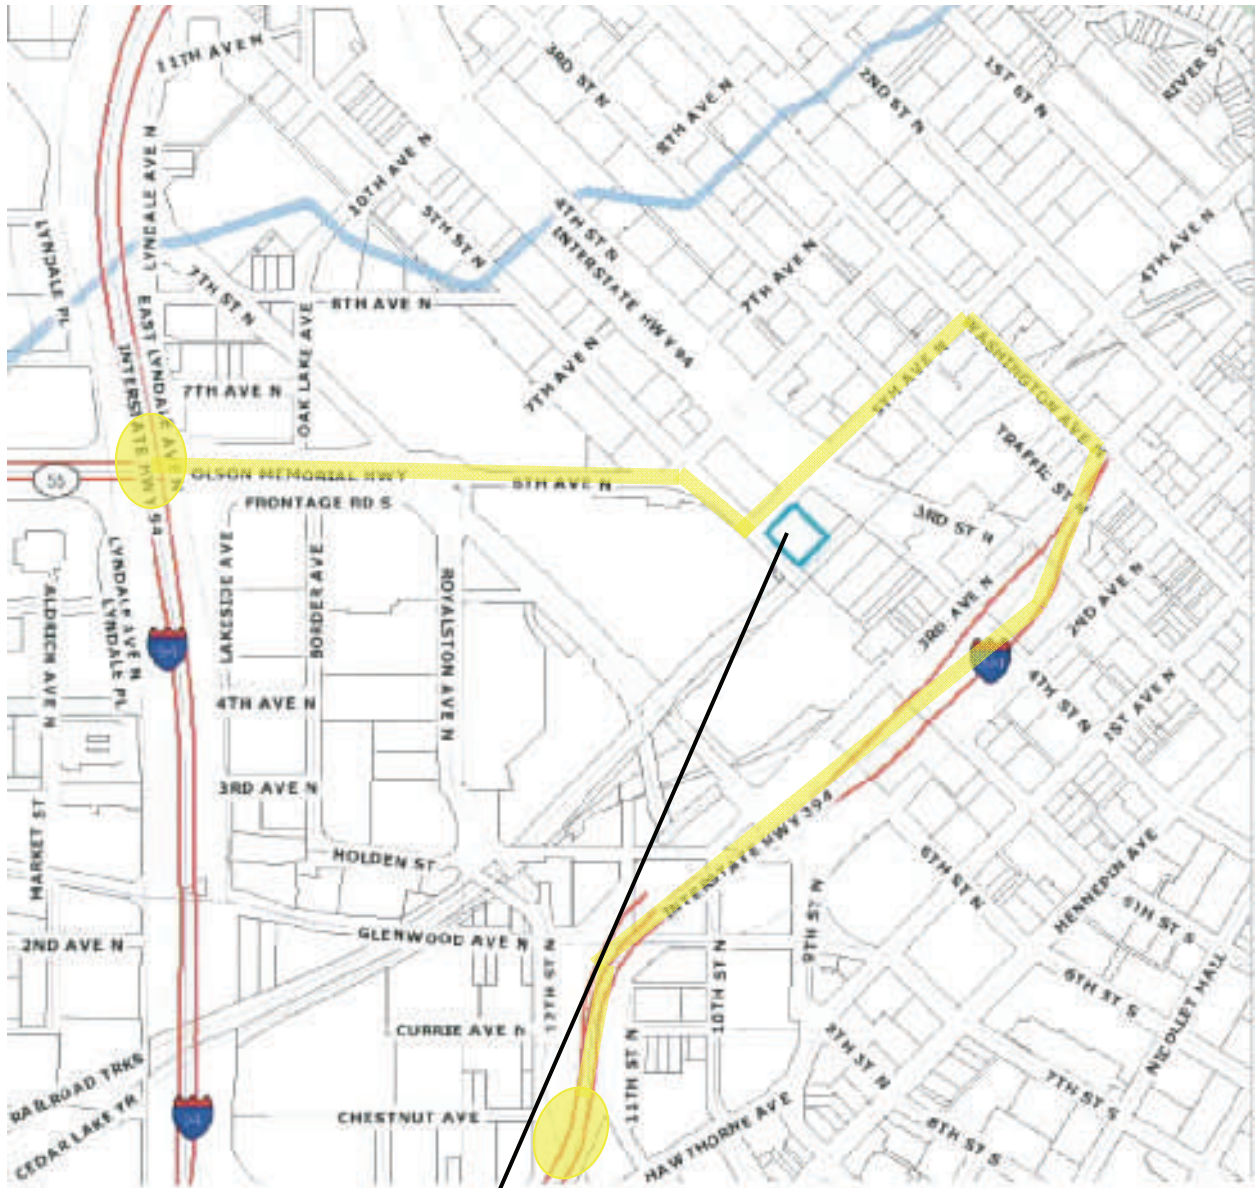 11TH AVE N
3RD ST N
1ST ST N
RIVER ST
2ND ST N
8TH AVE N
LYNDALE AVE N
10TH AVE N
5TH ST N
4TH ST N
4TH AVE N
LYNDALE PL
INTERSTATE HWY 94
7TH AVE N
7TH ST N
8TH AVE N
EAST LYNDALE AVE N
OAK LAKE AVE
INTERSTATE HWY 94
7TH AVE N
7TH AVE N
5TH AVE N
WASHINGTON AVE N
TRAFFIC ST N
55
OLSON MEMORIAL HWY
6TH AVE N
FRONTAGE RD S
3RD ST N
LYNDALE AVE N
LYNDALE PL
ALDRICH AVE N
LAKESIDE AVE
BORDER AVE
ROYALSTON AVE N
3RD AVE N
2ND AVE N
94
4TH ST N
1ST AVE N
4TH AVE N
3RD AVE N
MARKET ST
HOLDEN ST
INTERSTATE HWY 394
6TH ST N
HENNEPIN AVE
5TH ST S
2ND AVE N
GLENWOOD AVE N
12TH ST N
10TH ST N
9TH ST N
6TH ST S
NICOLLET MALL
CURRIE AVE N
11TH ST N
8TH ST N
7TH ST S
RAILROAD TRKS
CEDAR LAKE TR
94
CHESTNUT AVE
HAWTHORNE AVE
8TH ST S